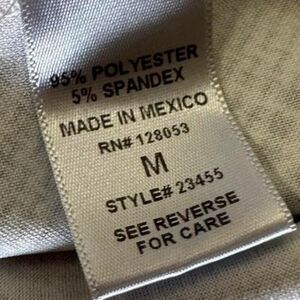 95% POLYESTER
5% SPANDEX
MADE IN MEXICO
RN# 128053
M
STYLE# 23455
SEE REVERSE
FOR CARE